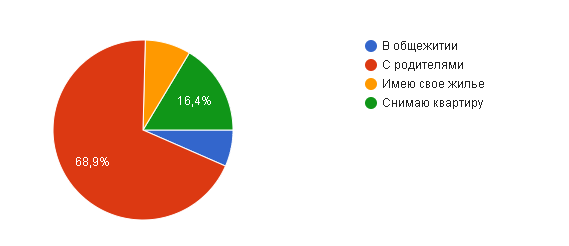 В общежитии
С родителями
Имею свое жилье
Снимаю квартиру
16,4%
68,9%